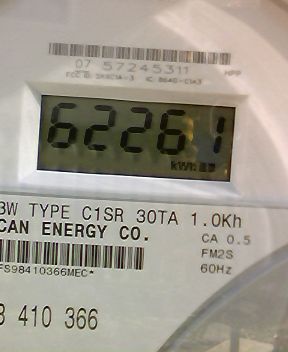 07 57245311
62261
kWh
3W TYPE C1SR 30TA 1.0Kh
CAN ENERGY CO.
CA 0.5
FM2S
60Hz
FS98410366MEC*
410 366